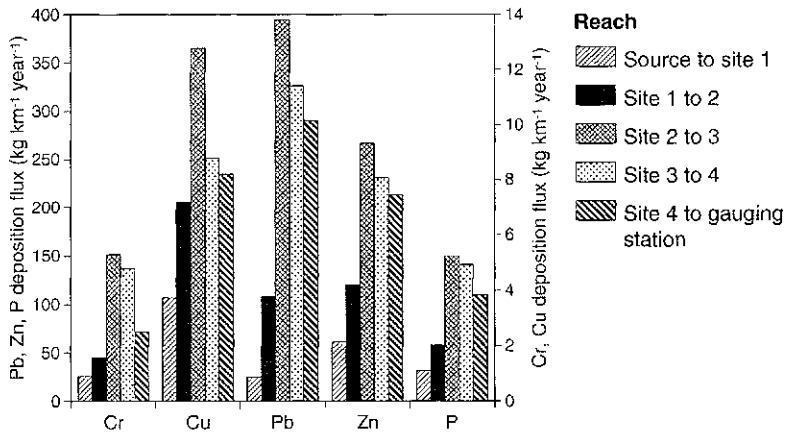 Pb, Zn, P deposition flux (kg km⁻¹ year⁻¹)
400
350
300
250
200
150
100
50
0
Cr
Cu
Pb
Zn
P
14
12
10
8
6
4
2
0
Cr, Cu deposition flux (kg km⁻¹ year⁻¹)
Reach
Source to site 1
Site 1 to 2
Site 2 to 3
Site 3 to 4
Site 4 to gauging
station